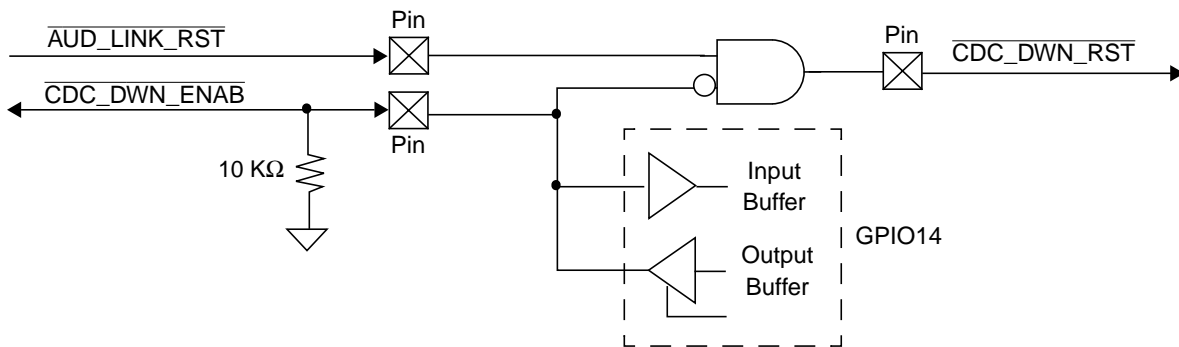 AUD_LINK_RST
Pin
Pin
CDC_DWN_RST
CDC_DWN_ENAB
Pin
10 KΩ
Input
Buffer
GPIO14
Output
Buffer